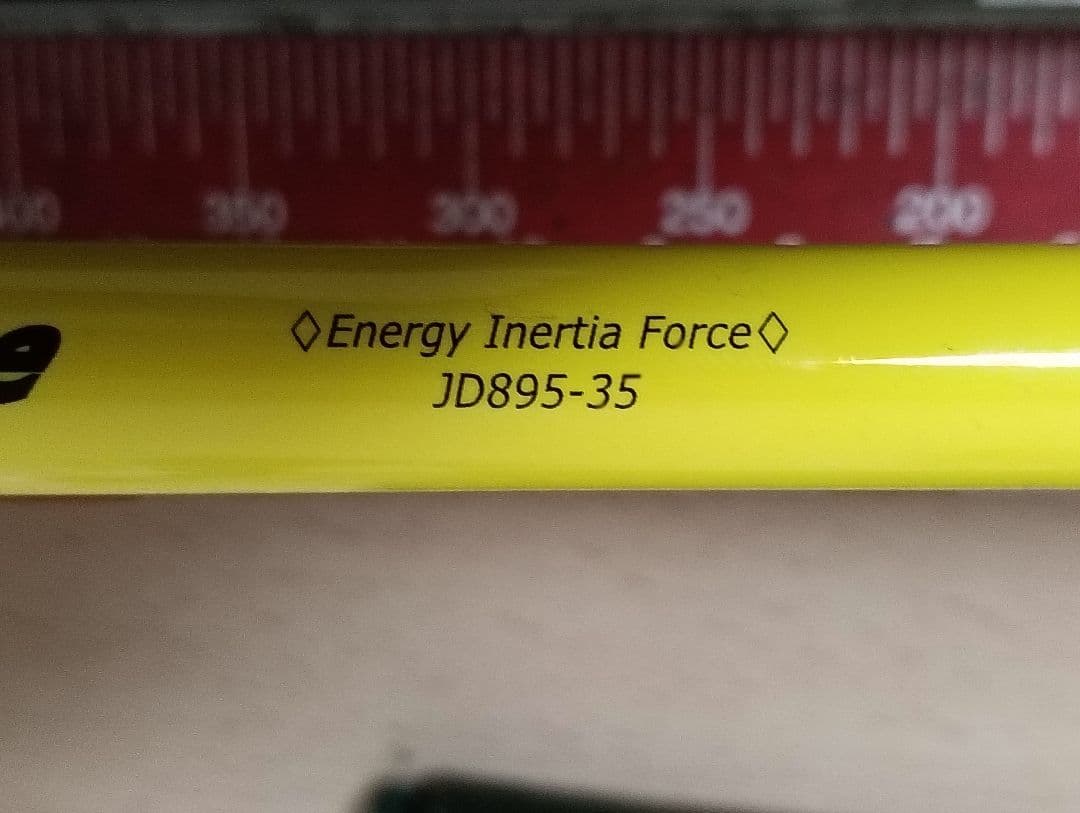 350 300 250 200
◊Energy Inertia Force◊
JD895-35